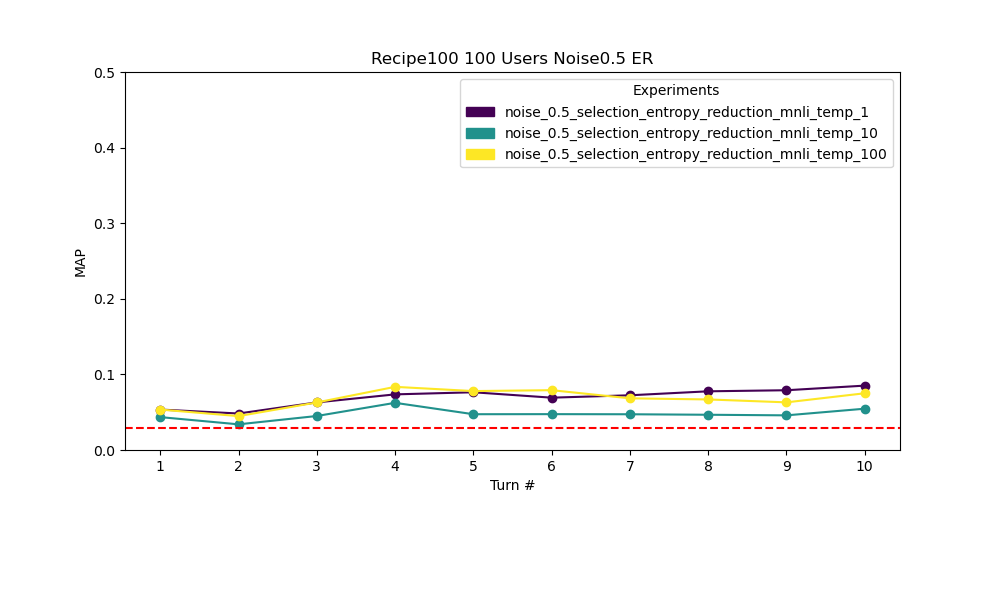 Recipe100 100 Users Noise0.5 ER
Experiments
noise_0.5_selection_entropy_reduction_mnli_temp_1
noise_0.5_selection_entropy_reduction_mnli_temp_10
noise_0.5_selection_entropy_reduction_mnli_temp_100
MAP
0.5
0.4
0.3
0.2
0.1
0.0
1 2 3 4 5 6 7 8 9 10
Turn #